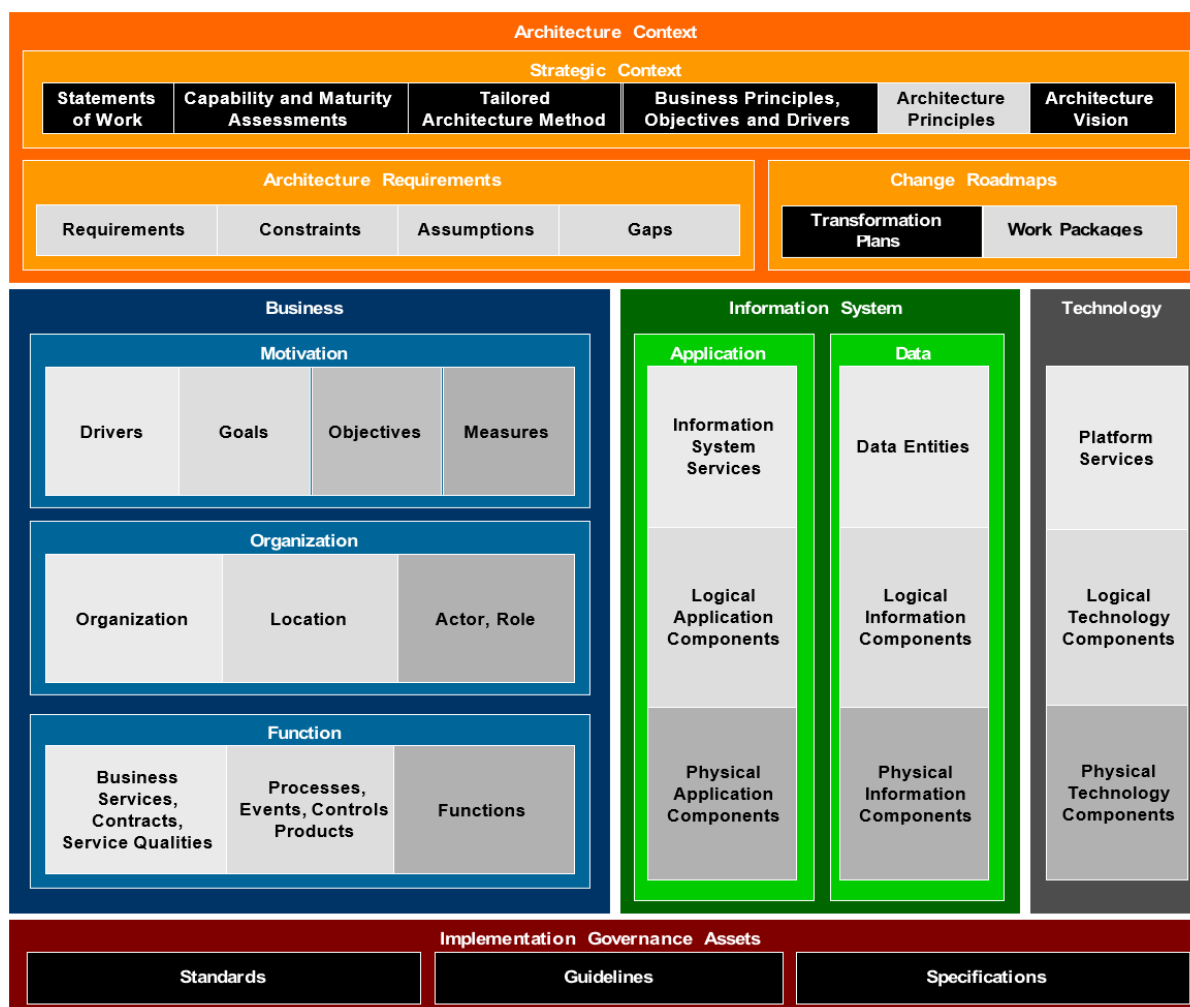 Architecture Context
Strategic Context
Statements
of Work
Capability and Maturity
Assessments
Tailored
Architecture Method
Business Principles,
Objectives and Drivers
Architecture
Principles
Architecture
Vision
Architecture Requirements
Requirements
Constraints
Assumptions
Gaps
Change Roadmaps
Transformation
Plans
Work Packages
Business
Motivation
Drivers
Goals
Objectives
Measures
Organization
Organization
Location
Actor, Role
Function
Business
Services,
Contracts,
Service Qualities
Processes,
Events, Controls
Products
Functions
Information System
Application
Information
System
Services
Logical
Application
Components
Physical
Application
Components
Data
Data Entities
Logical
Information
Components
Physical
Information
Components
Technology
Platform
Services
Logical
Technology
Components
Physical
Technology
Components
Implementation Governance Assets
Standards
Guidelines
Specifications